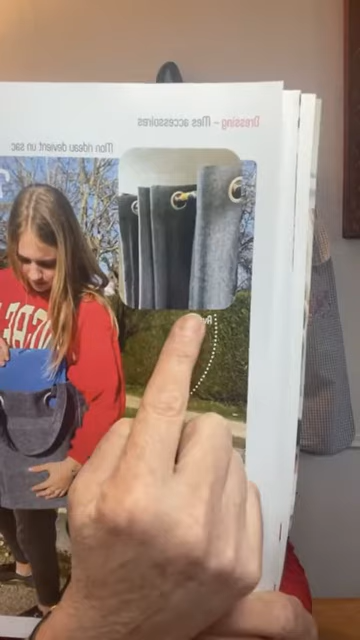 Dressing – Mes accessoires
Mon rideau devient un sac